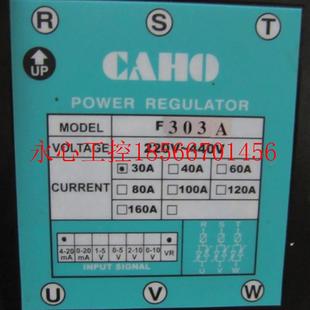 R S T
UP
CAHO
POWER REGULATOR
MODEL F303A
VOLTAGE 220V~440V
永心工控18566701456
CURRENT 30A 40A 60A
80A 100A 120A
160A
4-20 mA 0-20 mA 1-5 V 0-5 V 2-10 V 0-10 V VR
INPUT SIGNAL
R S T
U V W
U V W